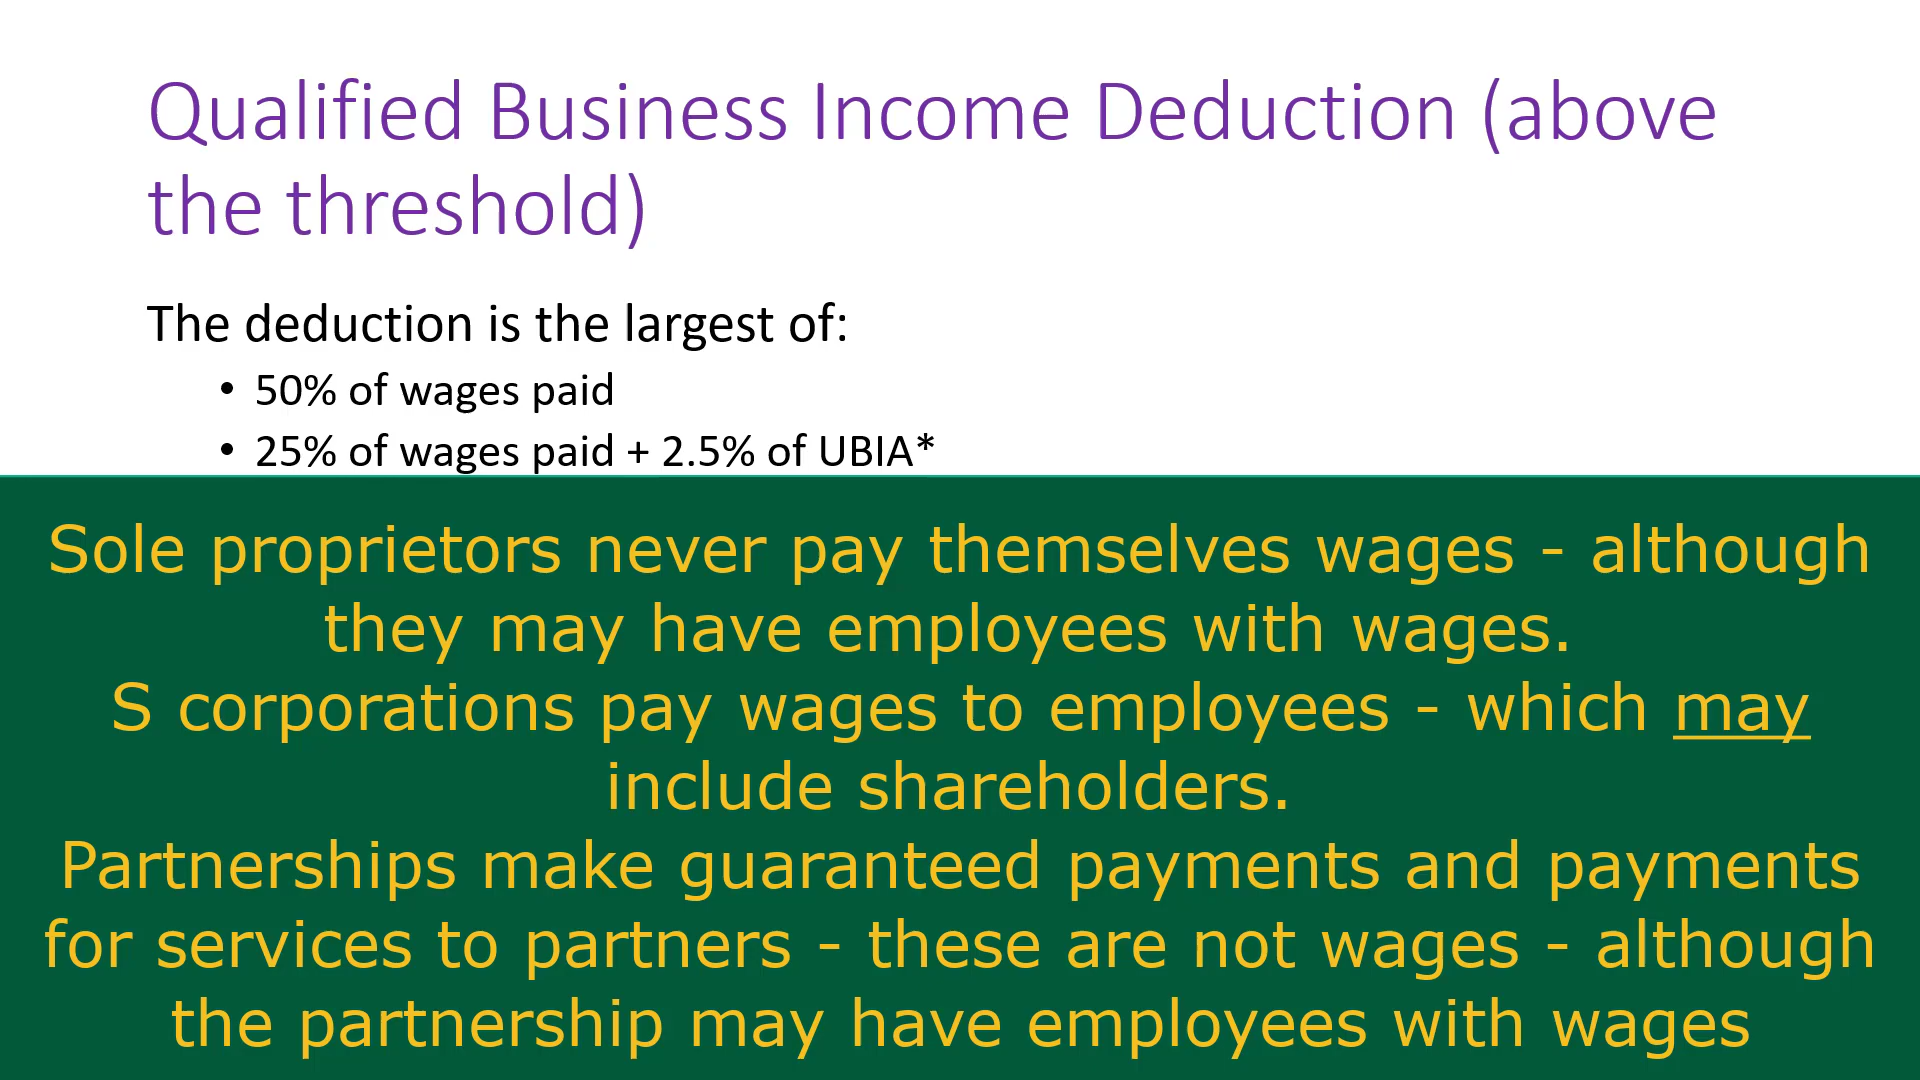 Qualified Business Income Deduction (above
the threshold)
The deduction is the largest of:
• 50% of wages paid
• 25% of wages paid + 2.5% of UBIA*
Sole proprietors never pay themselves wages - although
they may have employees with wages.
S corporations pay wages to employees - which may
include shareholders.
Partnerships make guaranteed payments and payments
for services to partners - these are not wages - although
the partnership may have employees with wages